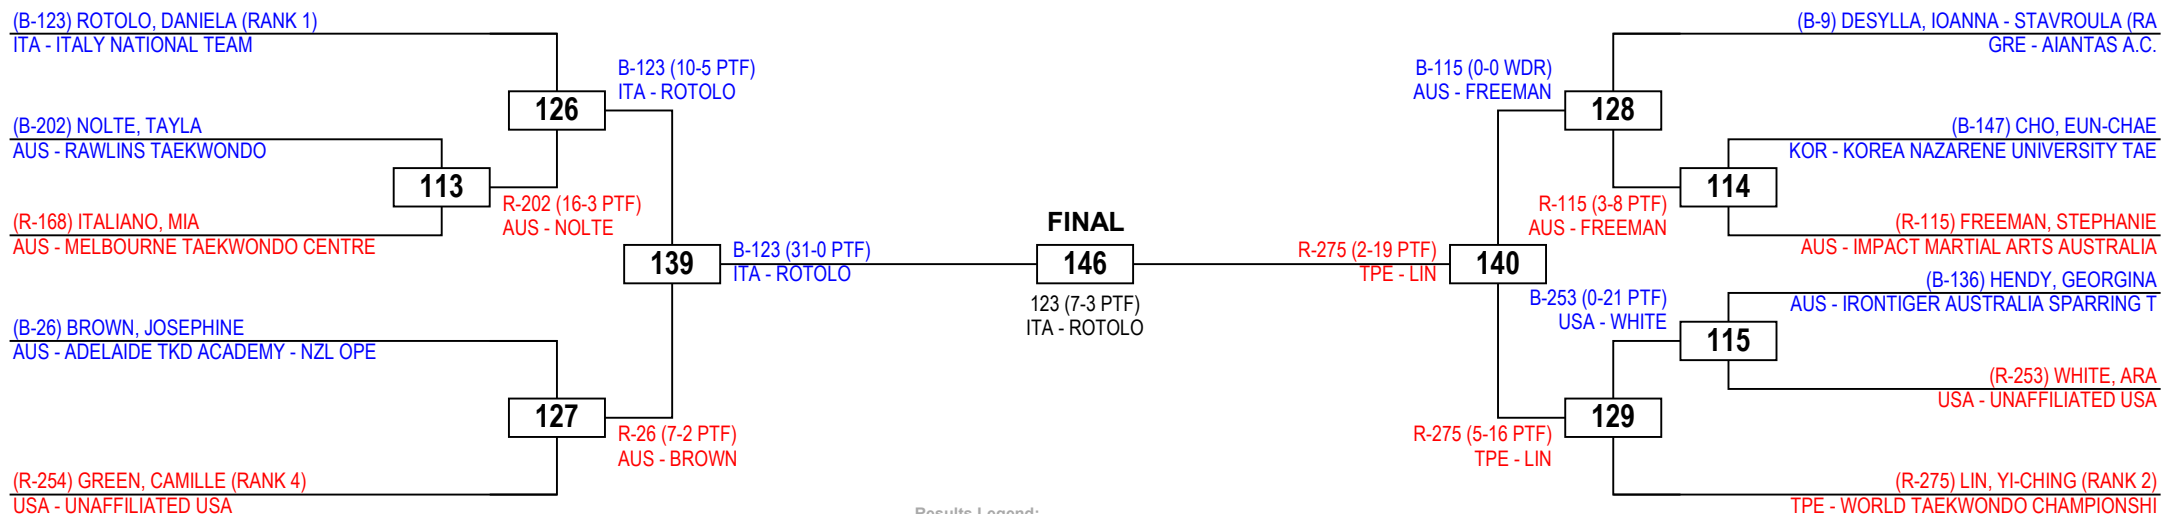 (B-123) ROTOLO, DANIELA (RANK 1)
ITA - ITALY NATIONAL TEAM
B-123 (10-5 PTF)
ITA - ROTOLO
126
(B-202) NOLTE, TAYLA
AUS - RAWLINS TAEKWONDO
113
R-202 (16-3 PTF)
AUS - NOLTE
(R-168) ITALIANO, MIA
AUS - MELBOURNE TAEKWONDO CENTRE
139
B-123 (31-0 PTF)
ITA - ROTOLO
(B-26) BROWN, JOSEPHINE
AUS - ADELAIDE TKD ACADEMY - NZL OPE
127
R-26 (7-2 PTF)
AUS - BROWN
(R-254) GREEN, CAMILLE (RANK 4)
USA - UNAFFILIATED USA
FINAL
146
123 (7-3 PTF)
ITA - ROTOLO
(B-9) DESYLLA, IOANNA - STAVROULA (RA
GRE - AIANTAS A.C.
B-115 (0-0 WDR)
AUS - FREEMAN
128
(B-147) CHO, EUN-CHAE
KOR - KOREA NAZARENE UNIVERSITY TAE
114
R-115 (3-8 PTF)
AUS - FREEMAN
(R-115) FREEMAN, STEPHANIE
AUS - IMPACT MARTIAL ARTS AUSTRALIA
R-275 (2-19 PTF)
TPE - LIN
140
(B-136) HENDY, GEORGINA
AUS - IRONTIGER AUSTRALIA SPARRING T
B-253 (0-21 PTF)
USA - WHITE
115
(R-253) WHITE, ARA
USA - UNAFFILIATED USA
129
R-275 (5-16 PTF)
TPE - LIN
(R-275) LIN, YI-CHING (RANK 2)
TPE - WORLD TAEKWONDO CHAMPIONSHI
Results Legend: